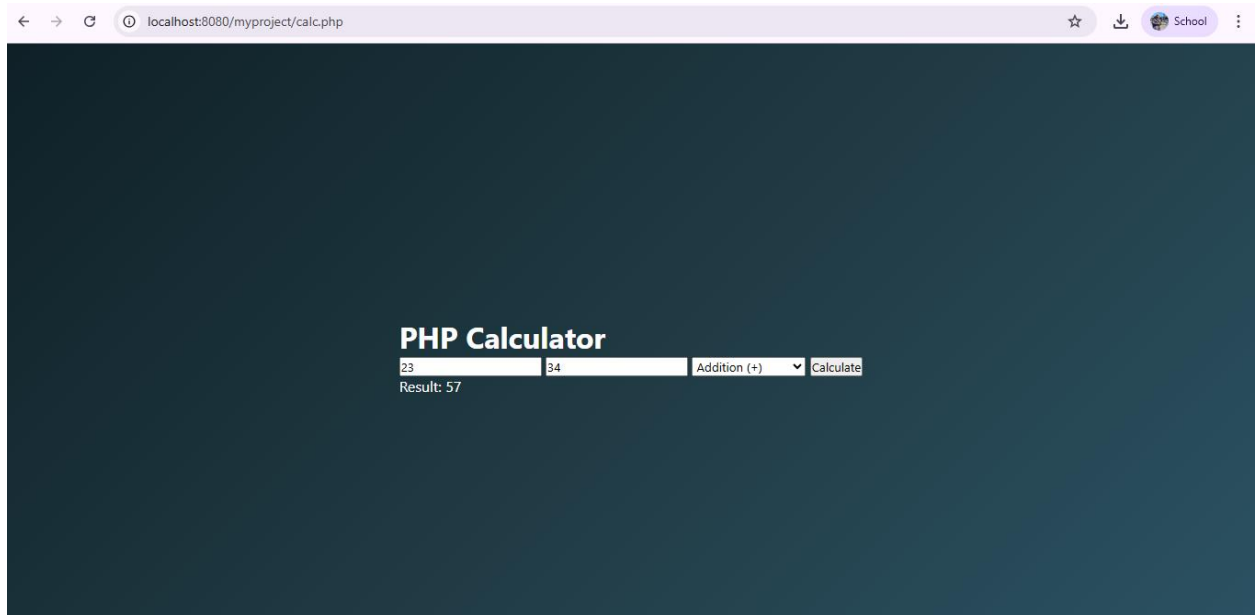 localhost:8080/myproject/calc.php
School
PHP Calculator
23 34 Addition (+) Calculate
Result: 57